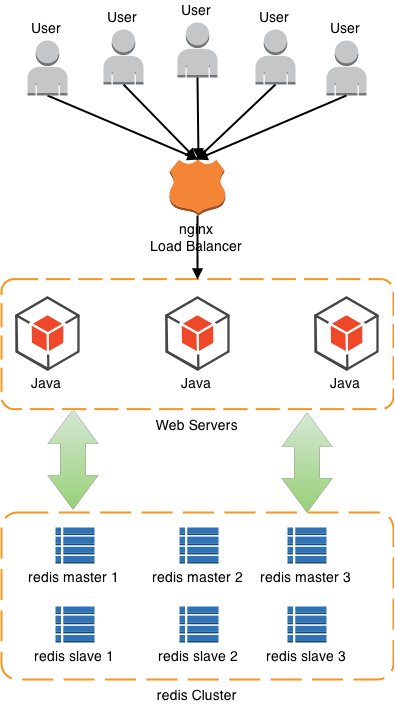 User
User
User
User
User
nginx
Load Balancer
Java
Java
Java
Web Servers
redis master 1
redis master 2
redis master 3
redis slave 1
redis slave 2
redis slave 3
redis Cluster